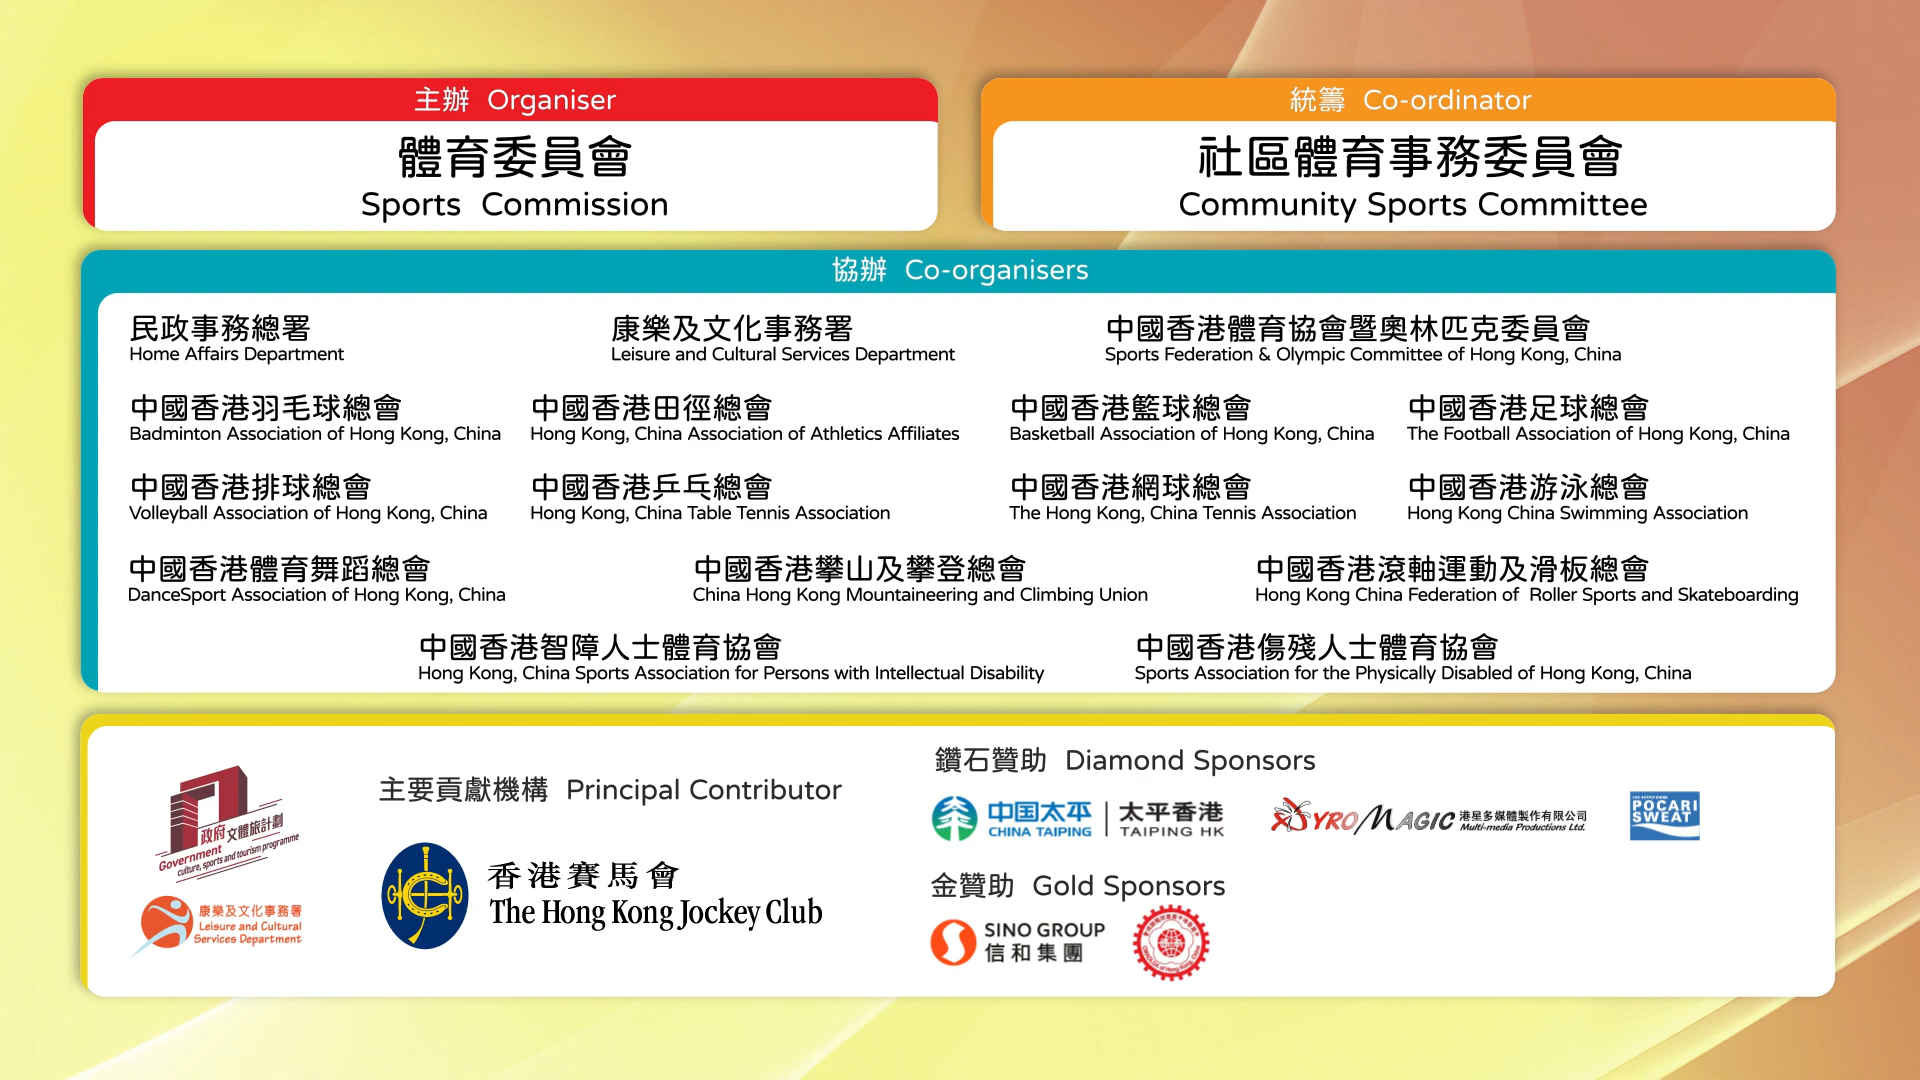 主辦 Organiser
體育委員會
Sports Commission
統籌 Co-ordinator
社區體育事務委員會
Community Sports Committee
協辦 Co-organisers
民政事務總署
Home Affairs Department
康樂及文化事務署
Leisure and Cultural Services Department
中國香港體育協會暨奧林匹克委員會
Sports Federation & Olympic Committee of Hong Kong, China
中國香港羽毛球總會
Badminton Association of Hong Kong, China
中國香港田徑總會
Hong Kong, China Association of Athletics Affiliates
中國香港籃球總會
Basketball Association of Hong Kong, China
中國香港足球總會
The Football Association of Hong Kong, China
中國香港排球總會
Volleyball Association of Hong Kong, China
中國香港乒乓總會
Hong Kong, China Table Tennis Association
中國香港網球總會
The Hong Kong, China Tennis Association
中國香港游泳總會
Hong Kong China Swimming Association
中國香港體育舞蹈總會
DanceSport Association of Hong Kong, China
中國香港攀山及攀登總會
China Hong Kong Mountaineering and Climbing Union
中國香港滾軸運動及滑板總會
Hong Kong China Federation of Roller Sports and Skateboarding
中國香港智障人士體育協會
Hong Kong, China Sports Association for Persons with Intellectual Disability
中國香港傷殘人士體育協會
Sports Association for the Physically Disabled of Hong Kong, China
政府文體旅計劃
Government
culture, sports and tourism programme
康樂及文化事務署
Leisure and Cultural
Services Department
主要貢獻機構 Principal Contributor
香港賽馬會
The Hong Kong Jockey Club
鑽石贊助 Diamond Sponsors
中国太平
CHINA TAIPING
太平香港
TAIPING HK
PYROMAGIC
港星多媒體製作有限公司
Multi-media Productions Ltd.
POCARI
SWEAT
金贊助 Gold Sponsors
SINO GROUP
信和集團